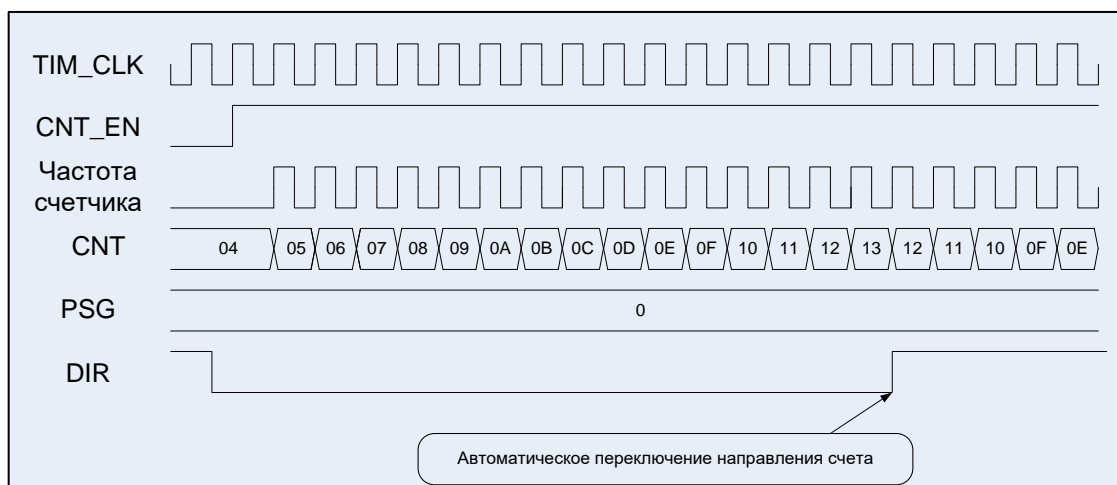 TIM_CLK
CNT_EN
Частота
счетчика
CNT
04 05 06 07 08 09 0A 0B 0C 0D 0E 0F 10 11 12 13 12 11 10 0F 0E
PSG
0
DIR
Автоматическое переключение направления счета